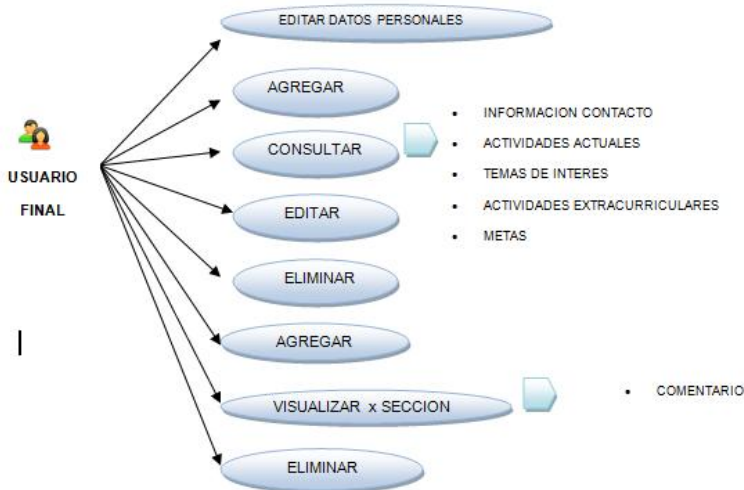 EDITAR DATOS PERSONALES
AGREGAR
CONSULTAR
EDITAR
ELIMINAR
AGREGAR
VISUALIZAR x SECCION
ELIMINAR
USUARIO
FINAL
• INFORMACION CONTACTO
• ACTIVIDADES ACTUALES
• TEMAS DE INTERES
• ACTIVIDADES EXTRACURRICULARES
• METAS
• COMENTARIO